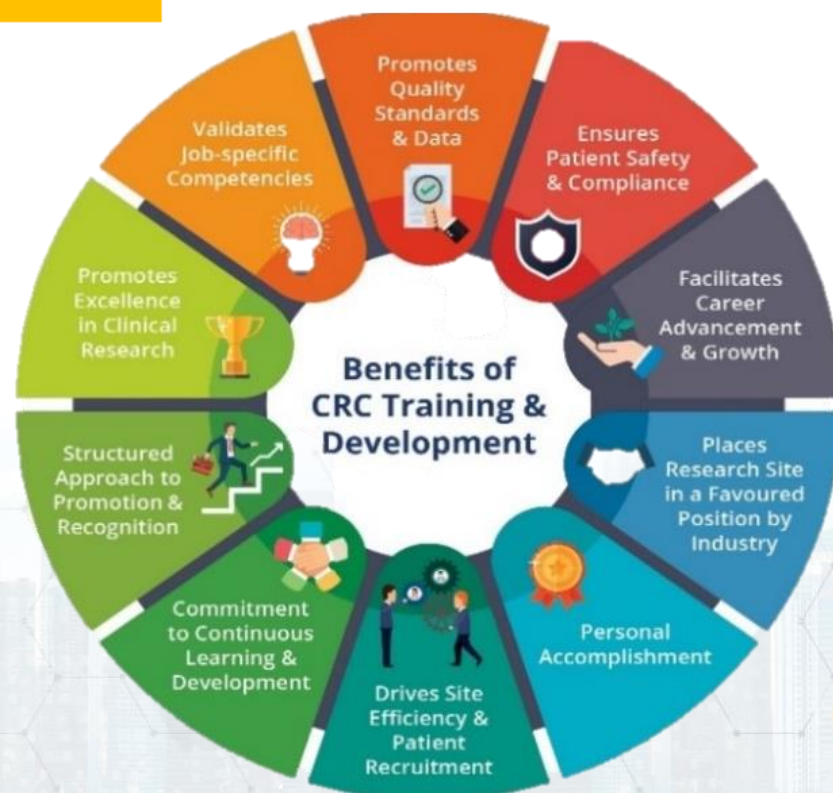 Benefits of
CRC Training &
Development
Promotes
Quality
Standards
& Data
Ensures
Patient Safety
& Compliance
Facilitates
Career
Advancement
& Growth
Places
Research Site
in a Favoured
Position by
Industry
Personal
Accomplishment
Drives Site
Efficiency &
Patient
Recruitment
Commitment
to Continuous
Learning &
Development
Structured
Approach to
Promotion &
Recognition
Promotes
Excellence
in Clinical
Research
Validates
Job-specific
Competencies